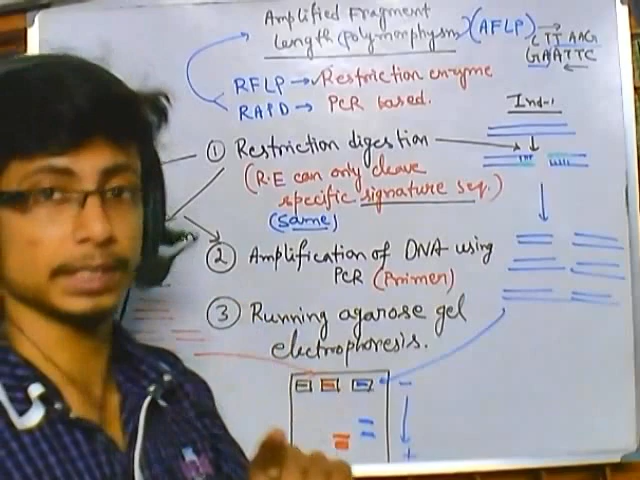 Amplified Fragment
Length (Polymorphysm) (AFLP)
CTTAAG
GAATTC
RFLP → Restriction enzyme
RAPD → PCR based.
Ind-1
① Restriction digestion
(R.E can only cleave
specific signature seq.)
(same)
② Amplification of DNA using
PCR (Primer)
③ Running agarose gel
electrophoresis.
-
+